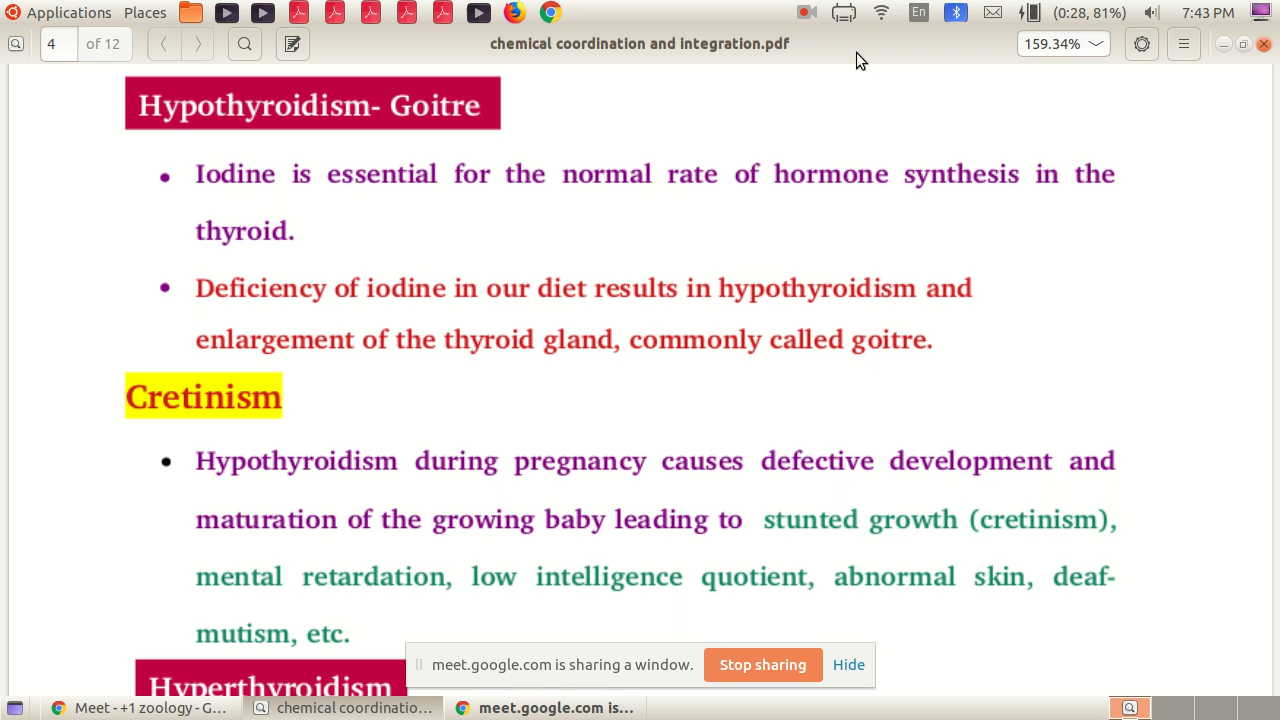 Applications Places En (0:28, 81%) 7:43 PM
4 of 12 chemical coordination and integration.pdf 159.34%
Hypothyroidism- Goitre
• Iodine is essential for the normal rate of hormone synthesis in the
thyroid.
• Deficiency of iodine in our diet results in hypothyroidism and
enlargement of the thyroid gland, commonly called goitre.
Cretinism
• Hypothyroidism during pregnancy causes defective development and
maturation of the growing baby leading to stunted growth (cretinism),
mental retardation, low intelligence quotient, abnormal skin, deaf-
mutism, etc.
meet.google.com is sharing a window. Stop sharing Hide
Hyperthyroidism
Meet - +1 zoology - G... chemical coordinatio... meet.google.com is...